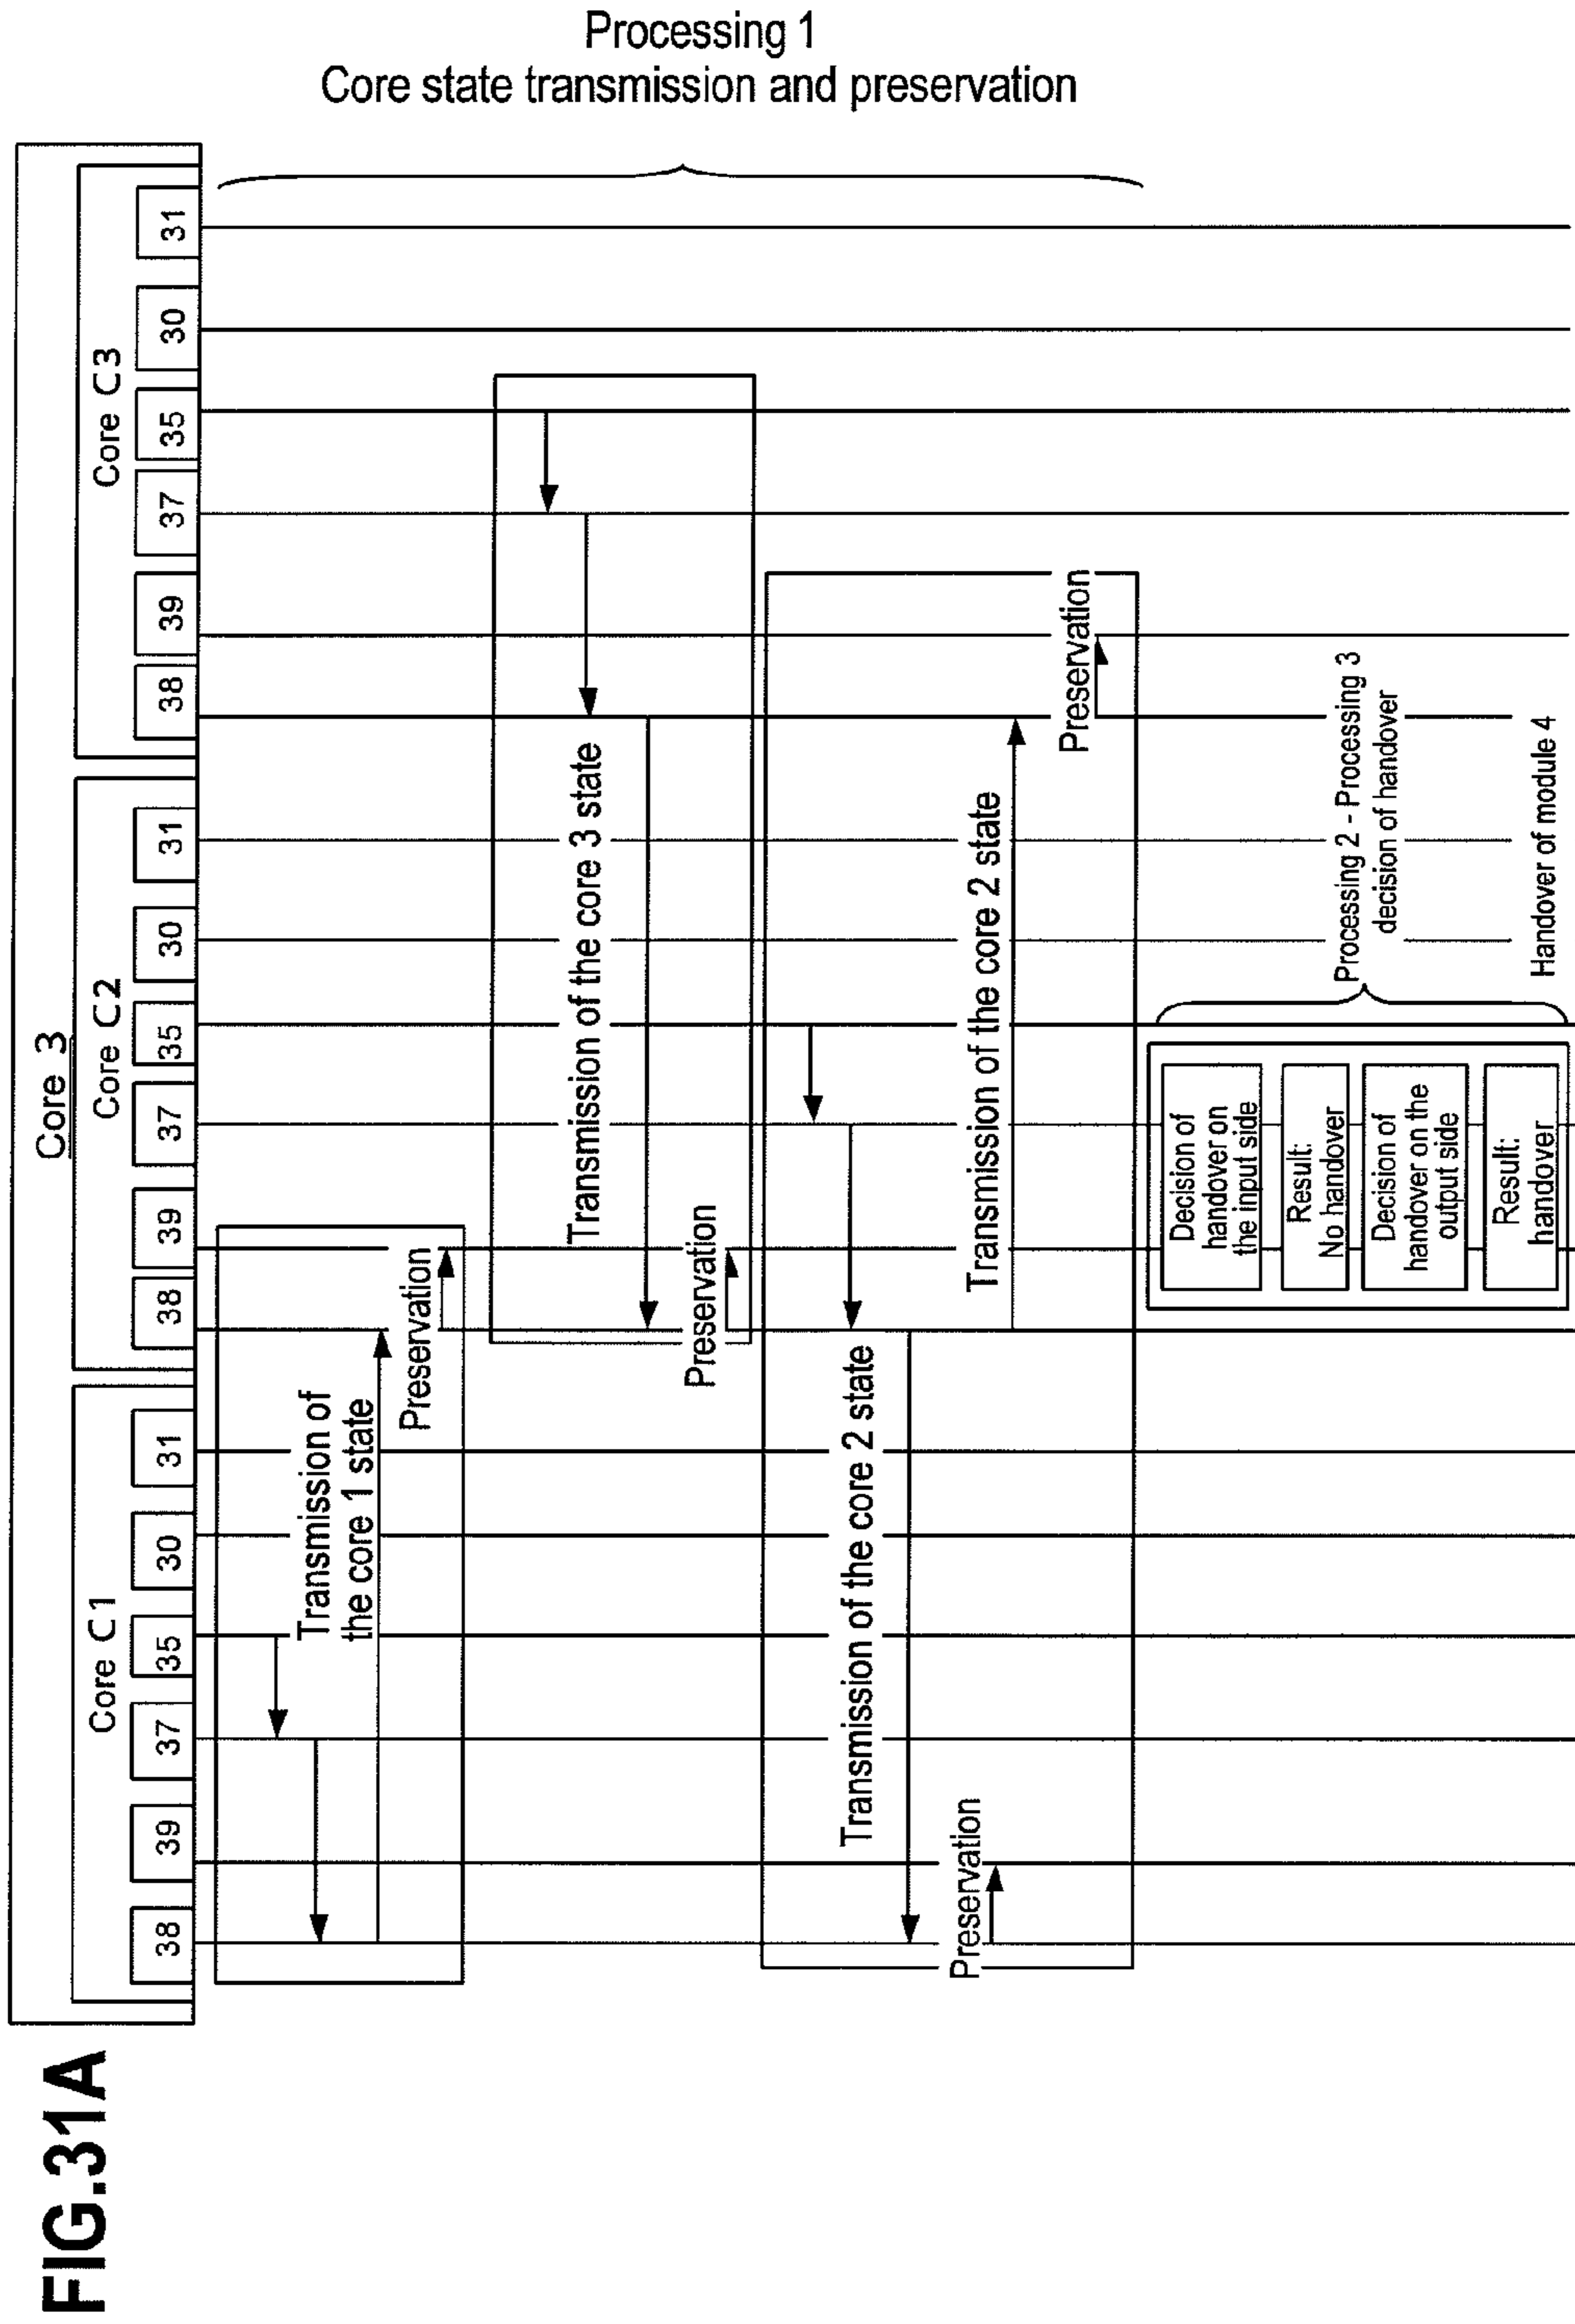 FIG.31A
Core 3
Core C1
Core C2
Core C3
38
39
37
35
30
31
38
39
37
35
30
31
38
39
37
35
30
31
Processing 1
Core state transmission and preservation
Transmission of
the core 1 state
Preservation
Transmission of the core 3 state
Preservation
Transmission of the core 2 state
Preservation
Transmission of the core 2 state
Preservation
Decision of
handover on
the input side
Result:
No handover
Decision of
handover on the
output side
Result:
handover
Processing 2 - Processing 3
decision of handover
Handover of module 4